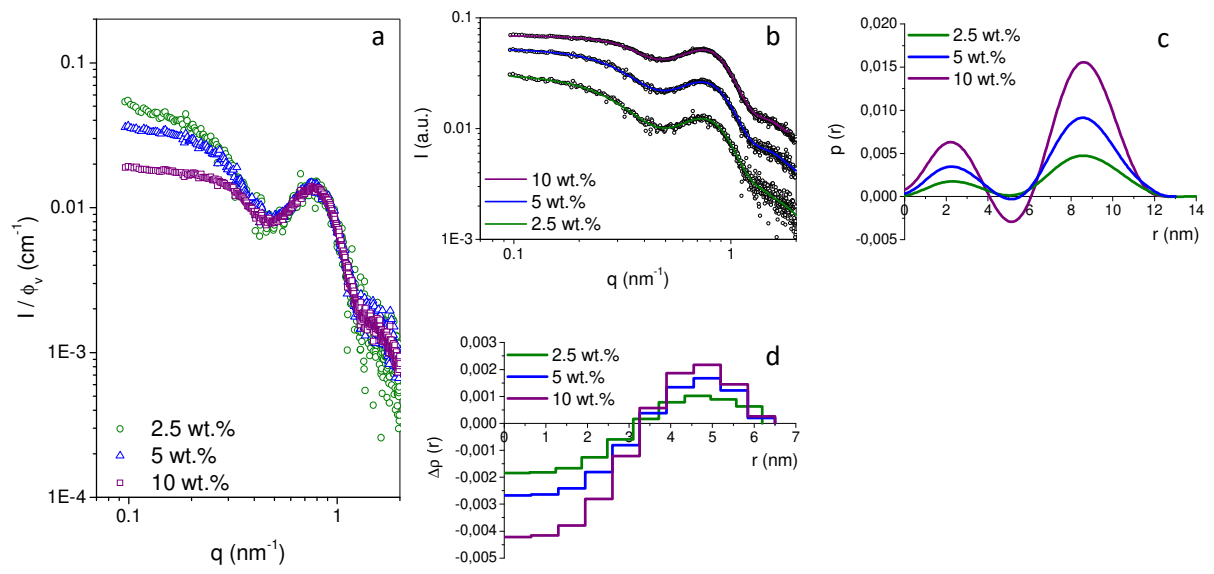 a
0.1
0.01
1E-3
1E-4
0.1
1
I / ϕv (cm-1)
q (nm-1)
2.5 wt.%
5 wt.%
10 wt.%
b
0.1
0.01
1E-3
0.1
1
I (a.u.)
q (nm-1)
10 wt.%
5 wt.%
2.5 wt.%
c
0,020
0,015
0,010
0,005
0,000
-0,005
0 2 4 6 8 10 12 14
p (r)
r (nm)
2.5 wt.%
5 wt.%
10 wt.%
d
0,003
0,002
0,001
0,000
-0,001
-0,002
-0,003
-0,004
-0,005
0 1 2 3 4 5 6 7
Δρ (r)
r (nm)
2.5 wt.%
5 wt.%
10 wt.%